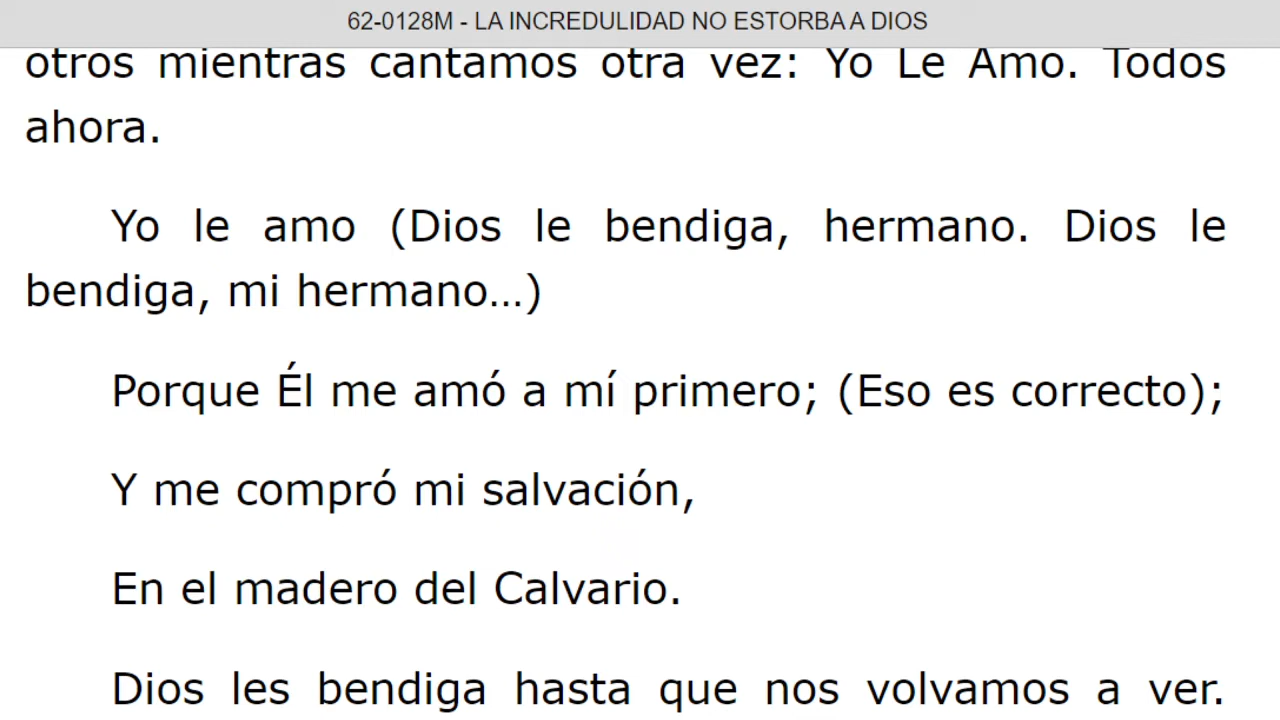 62-0128M - LA INCREDULIDAD NO ESTORBA A DIOS
otros mientras cantamos otra vez: Yo Le Amo. Todos
ahora.
Yo le amo (Dios le bendiga, hermano. Dios le
bendiga, mi hermano...)
Porque Él me amó a mí primero; (Eso es correcto);
Y me compró mi salvación,
En el madero del Calvario.
Dios les bendiga hasta que nos volvamos a ver.